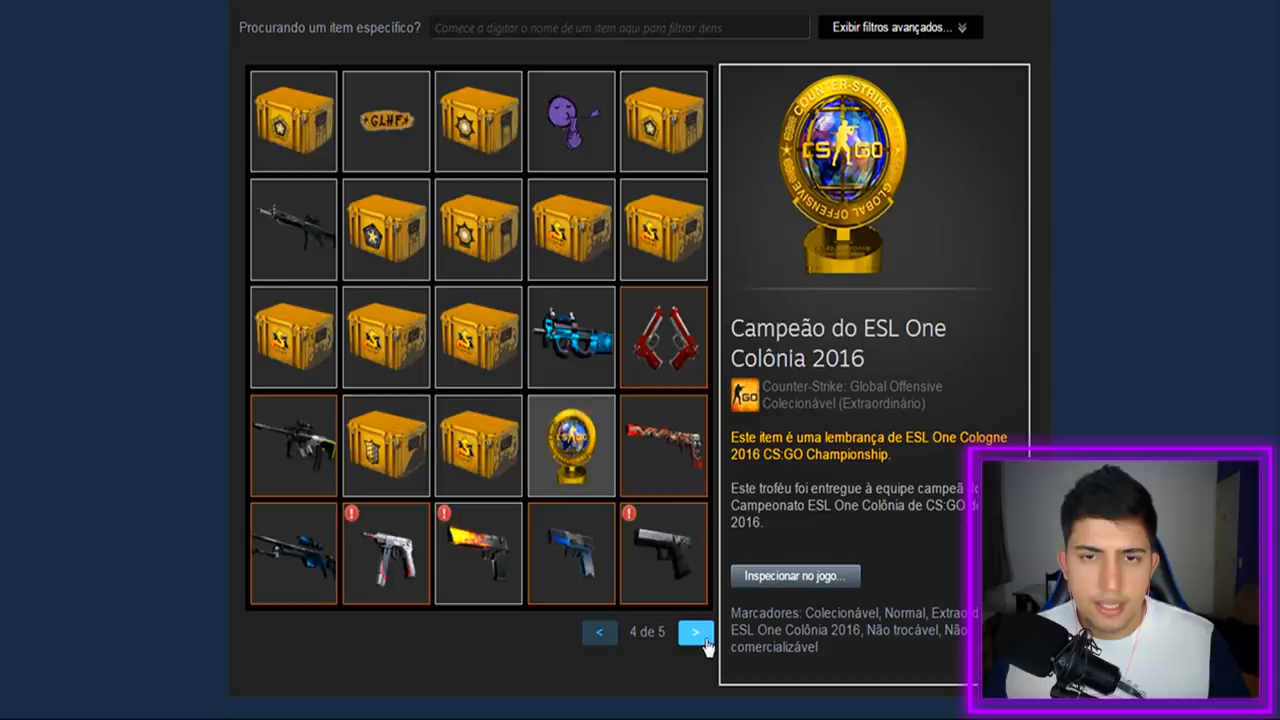 Procurando um item específico?
Comece a digitar o nome de um item aqui para filtrar itens
Exibir filtros avançados...
GLHF
COUNTER-STRIKE
CS GO
GLOBAL OFFENSIVE
Campeão do ESL One
Colônia 2016
GO
Counter-Strike: Global Offensive
Colecionável (Extraordinário)
Este item é uma lembrança de ESL One Cologne
2016 CS:GO Championship.
Este troféu foi entregue à equipe campeã
Campeonato ESL One Colônia de CS:GO
2016.
Inspecionar no jogo...
Marcadores: Colecionável, Normal,
ESL One Colônia 2016, Não trocável, Não
comercializável
< 4 de 5 >